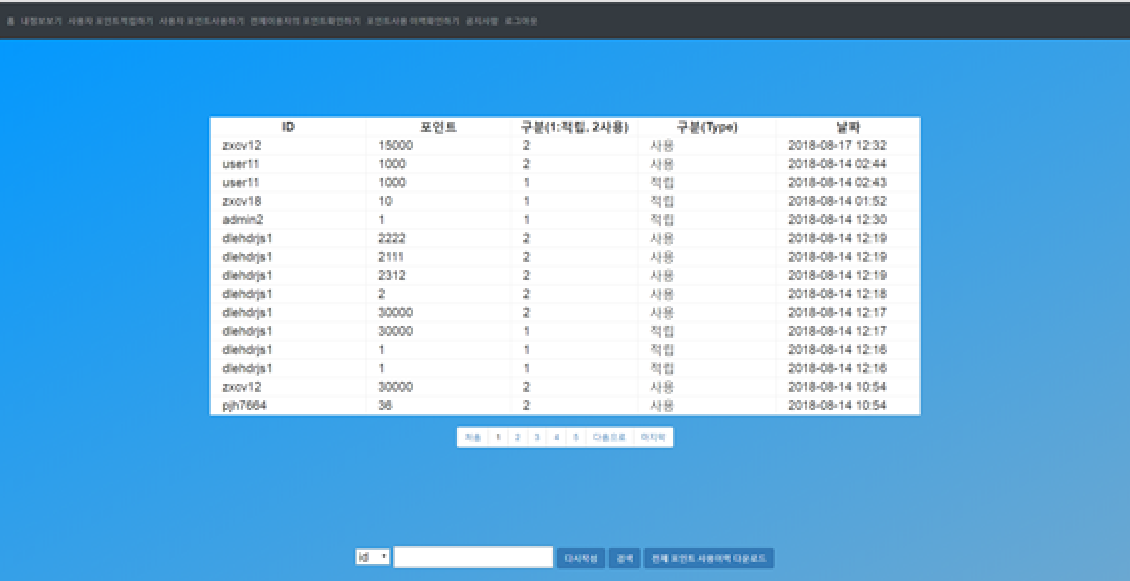 홈 내정보보기 사용자 포인트적립하기 사용자 포인트사용하기 전체이용자의 포인트확인하기 포인트사용 이력확인하기 공지사항 로그아웃
ID 포인트 구분(1:적립, 2사용) 구분(Type) 날짜
zxcv12 15000 2 사용 2018-08-17 12:32
user11 1000 2 사용 2018-08-14 02:44
user11 1000 1 적립 2018-08-14 02:43
zxcv18 10 1 적립 2018-08-14 01:52
admin2 1 1 적립 2018-08-14 12:30
dlehdrjs1 2222 2 사용 2018-08-14 12:19
dlehdrjs1 2111 2 사용 2018-08-14 12:19
dlehdrjs1 2312 2 사용 2018-08-14 12:19
dlehdrjs1 2 2 사용 2018-08-14 12:18
dlehdrjs1 30000 2 사용 2018-08-14 12:17
dlehdrjs1 30000 1 적립 2018-08-14 12:17
dlehdrjs1 1 1 적립 2018-08-14 12:16
dlehdrjs1 1 1 적립 2018-08-14 12:16
zxcv12 30000 2 사용 2018-08-14 10:54
pjh7664 36 2 사용 2018-08-14 10:54
처음 1 2 3 4 5 다음으로 마지막
id 다시작성 검색 전체 포인트 사용이력 다운로드